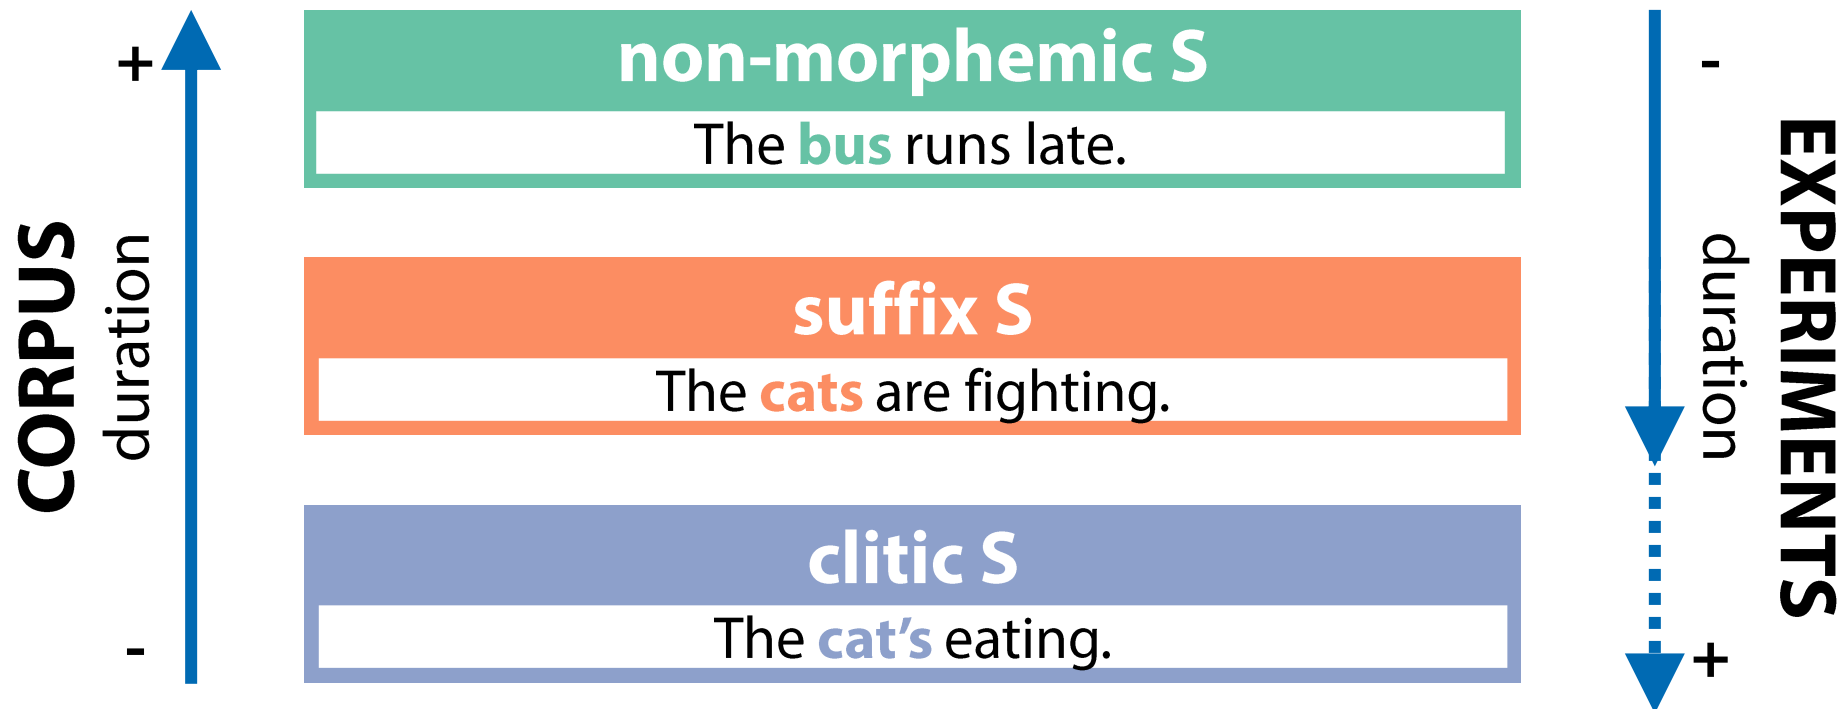 CORPUS
duration
+
-
non-morphemic S
The bus runs late.
suffix S
The cats are fighting.
clitic S
The cat’s eating.
-
duration
+
EXPERIMENTS